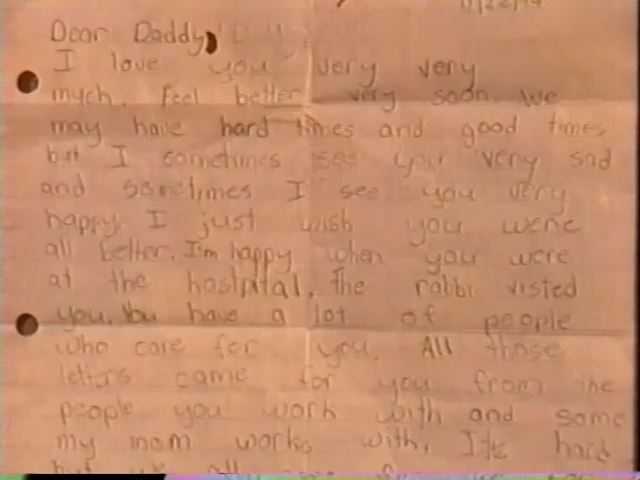 Dear Daddy,
I love you very very
much. Feel better very soon. We
may have hard times and good times
but I sometimes see you very sad
and sometimes I see you very
happy. I just wish you were
all better. I'm happy when you were
at the hosipital. The rabbi visted
you. You have a lot of people
who care for you. All those
letters came for you from the
people you work with and some
my mom works with. It's hard
but we all